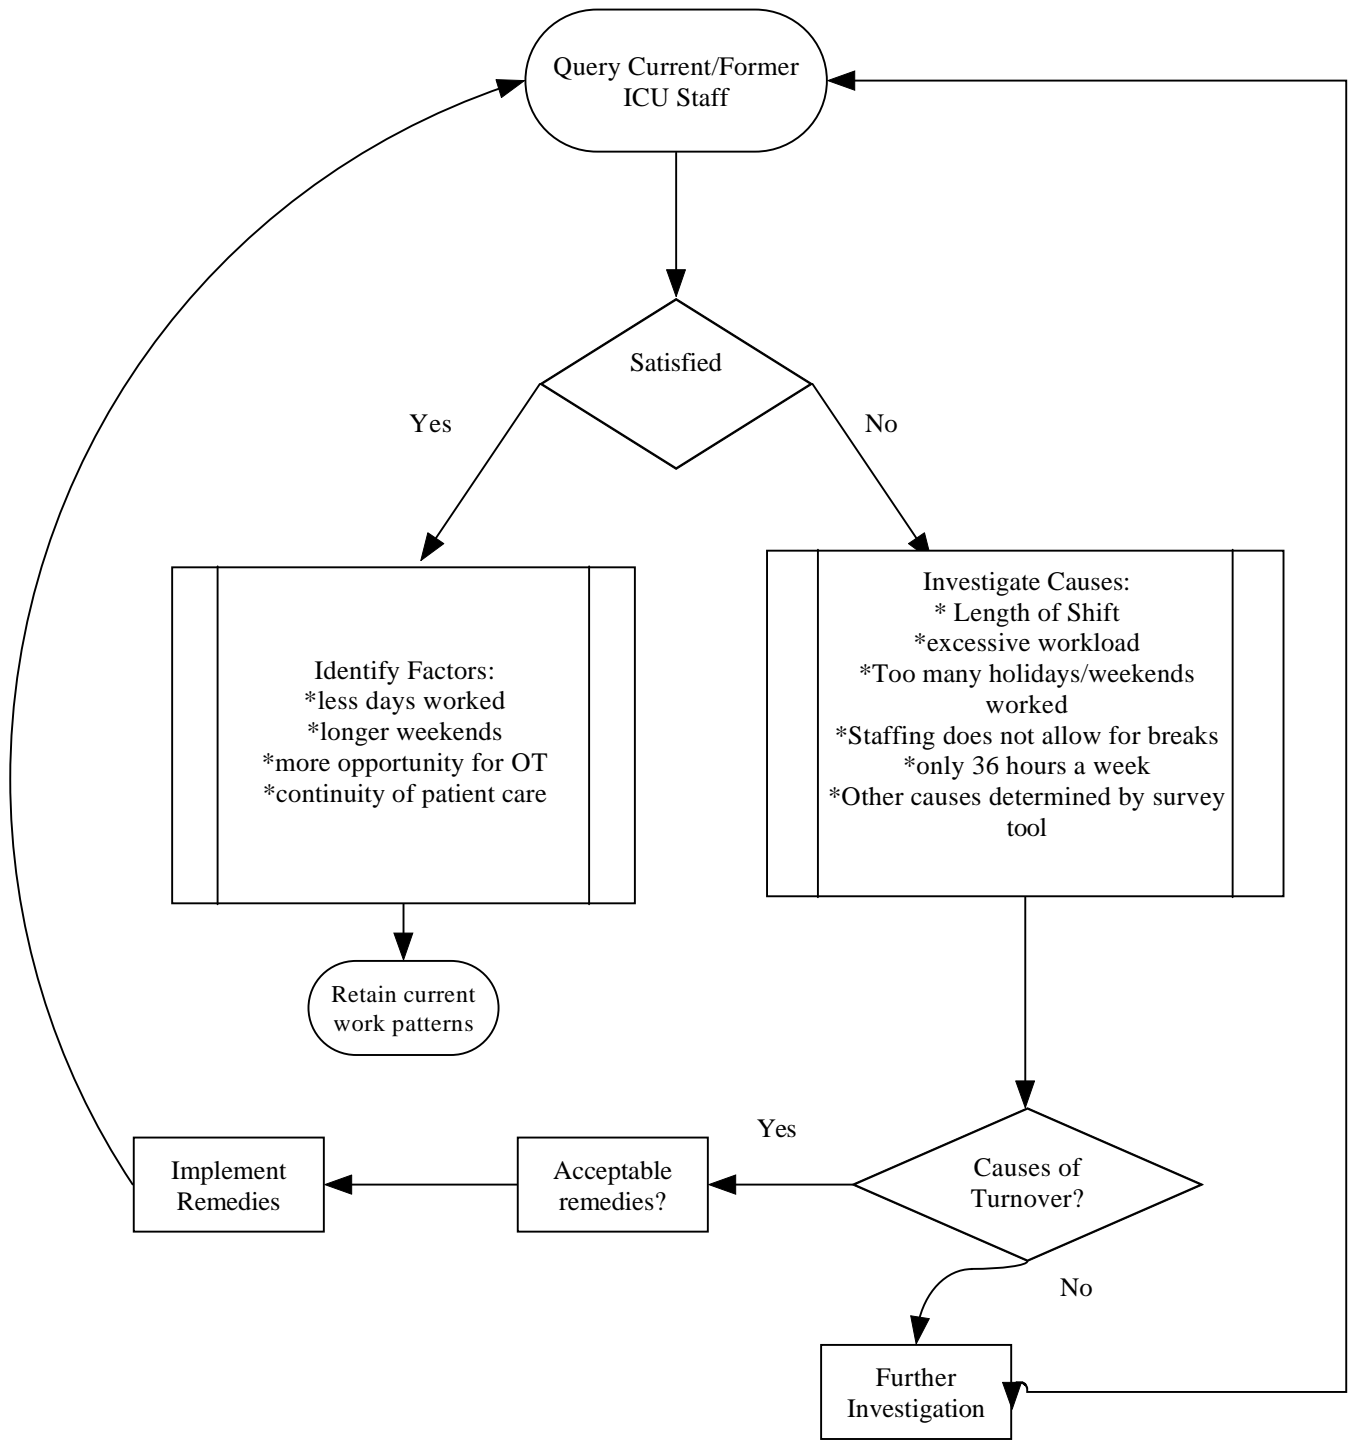 Query Current/Former
ICU Staff
Satisfied
Yes
No
Identify Factors:
*less days worked
*longer weekends
*more opportunity for OT
*continuity of patient care
Investigate Causes:
* Length of Shift
*excessive workload
*Too many holidays/weekends
worked
*Staffing does not allow for breaks
*only 36 hours a week
*Other causes determined by survey
tool
Retain current
work patterns
Yes
Implement
Remedies
Acceptable
remedies?
Causes of
Turnover?
No
Further
Investigation